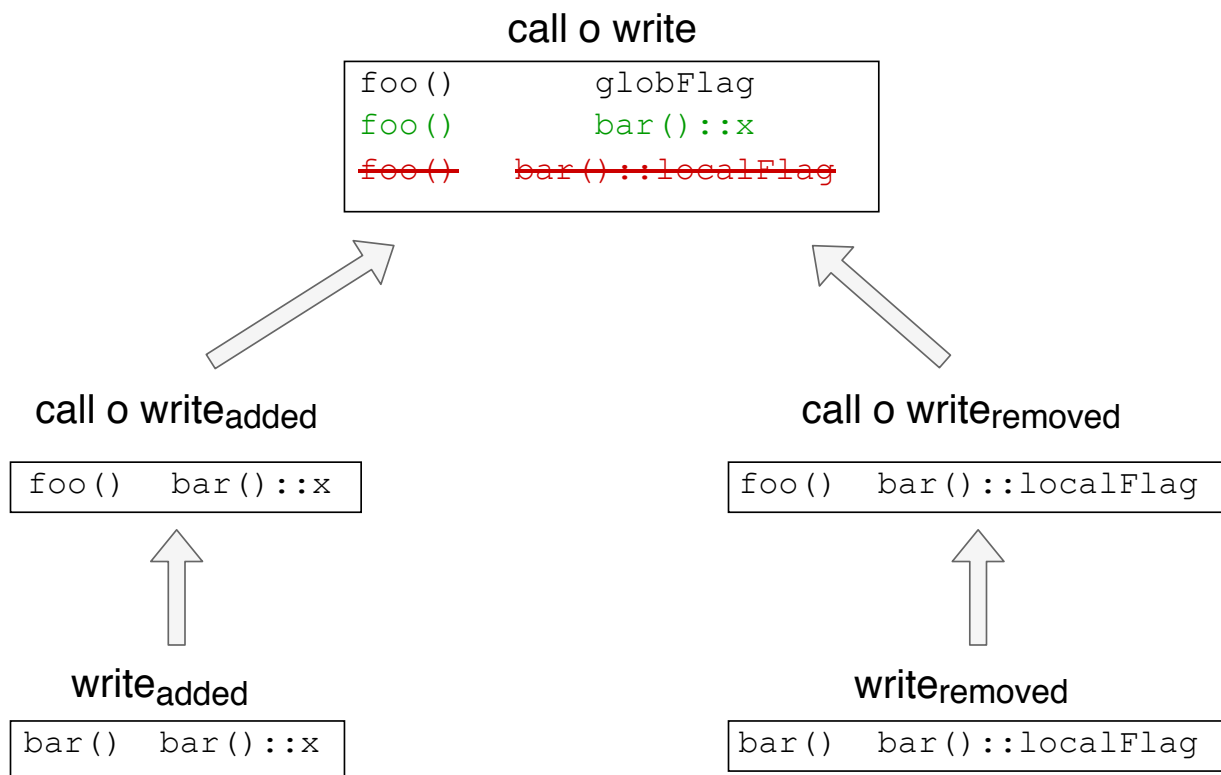 call o write
foo() globFlag
foo() bar()::x
foo() bar()::localFlag
call o writeadded
call o writeremoved
foo() bar()::x
foo() bar()::localFlag
writeadded
writeremoved
bar() bar()::x
bar() bar()::localFlag